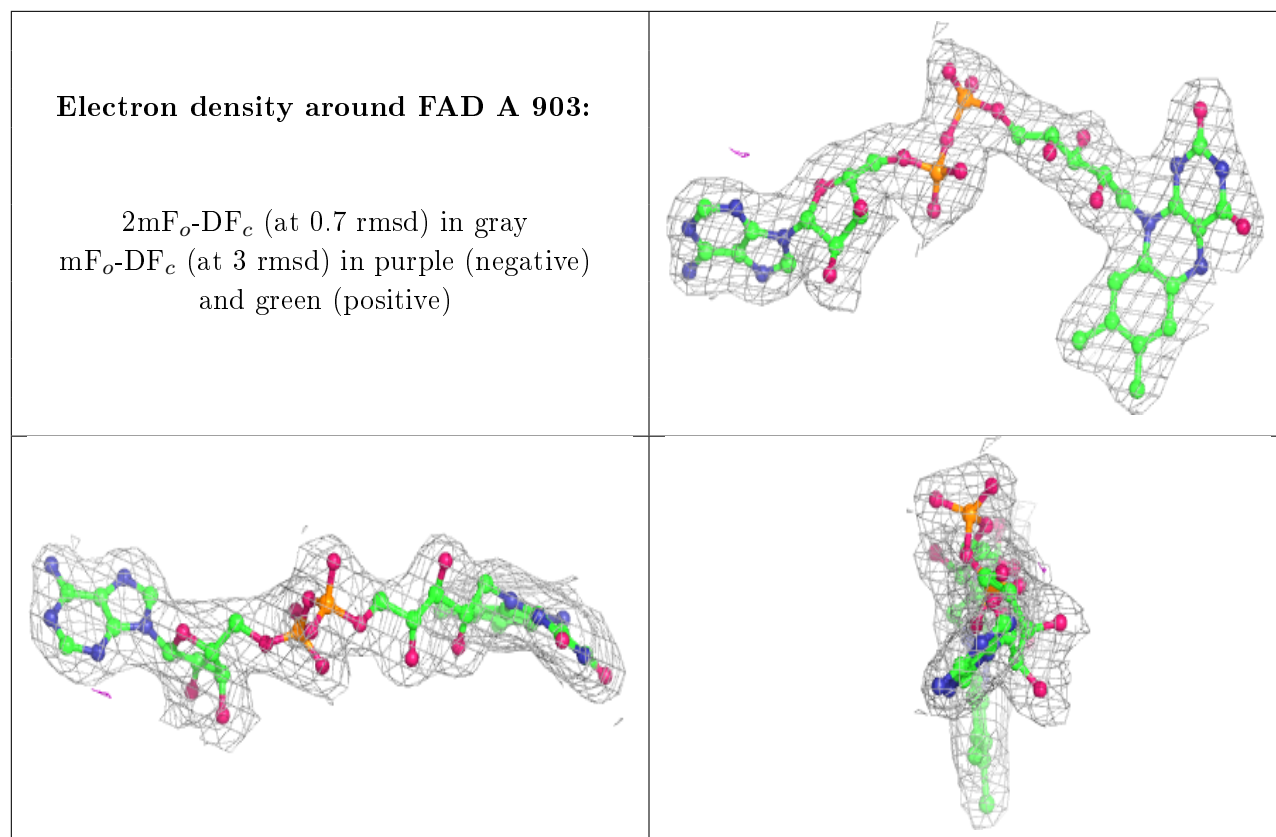 Electron density around FAD A 903:
2mFo-DFc (at 0.7 rmsd) in gray
mFo-DFc (at 3 rmsd) in purple (negative)
and green (positive)